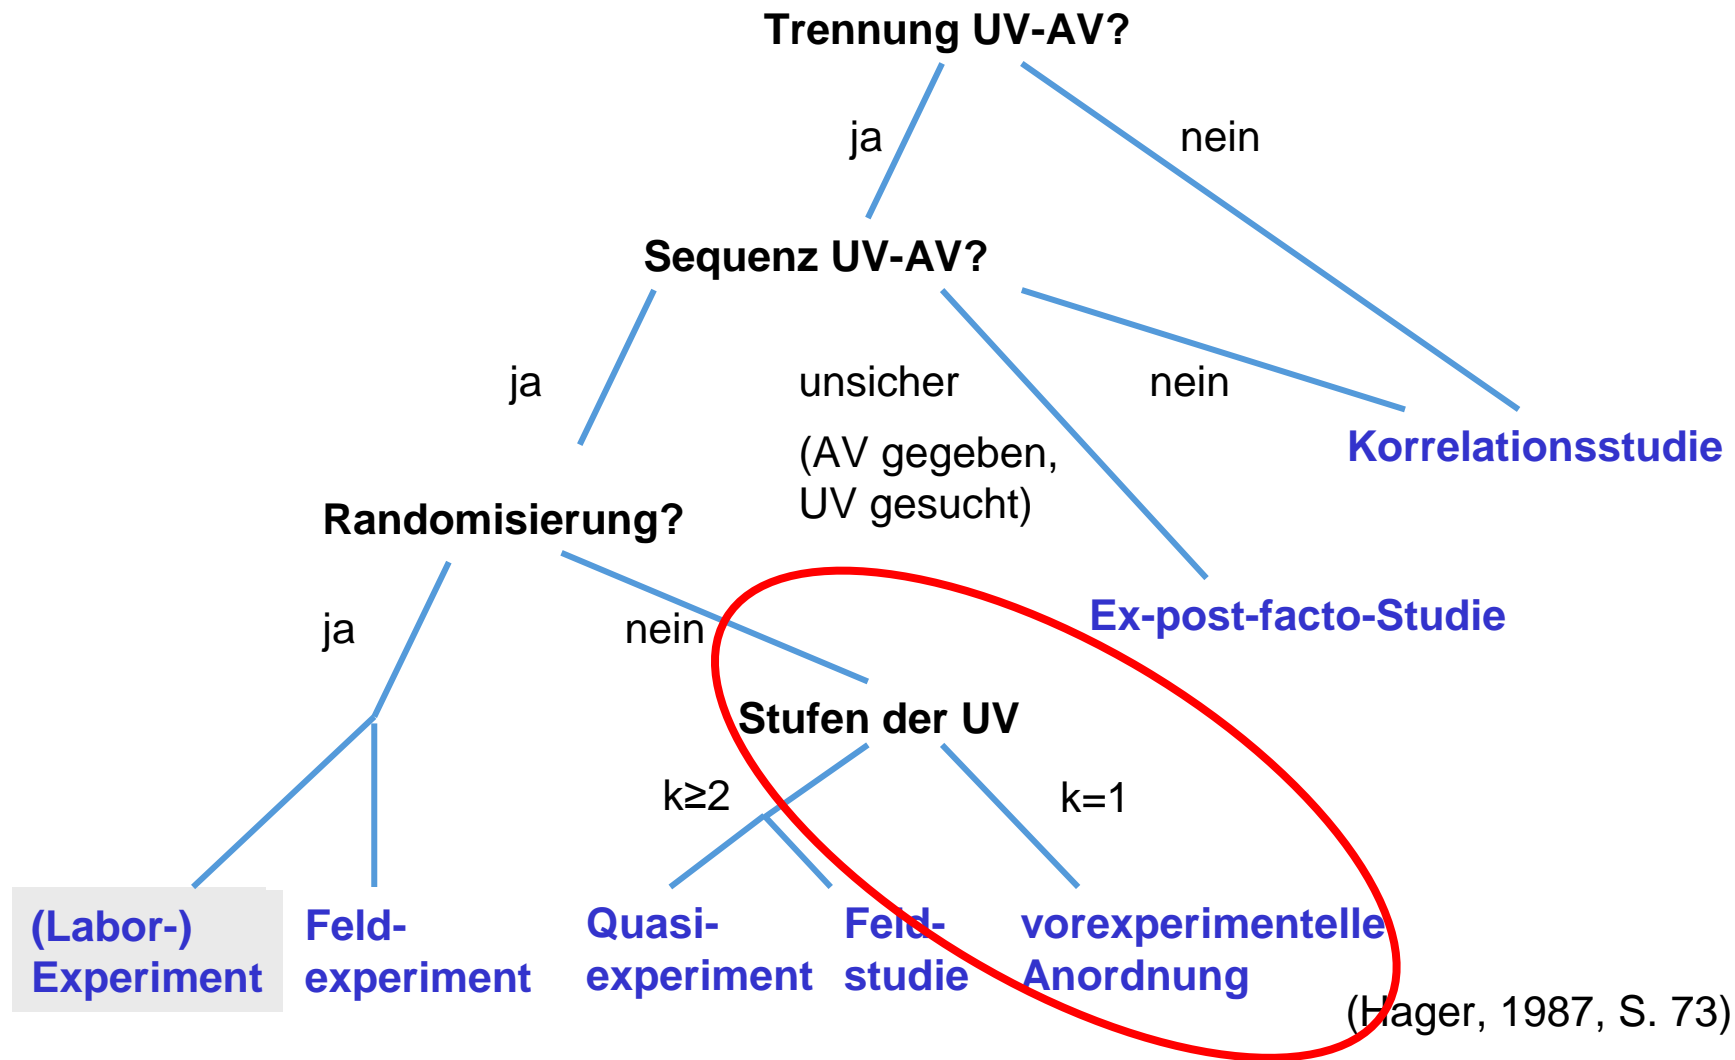 Trennung UV-AV?
ja
nein
Sequenz UV-AV?
ja
unsicher
nein
(AV gegeben,
UV gesucht)
Korrelationsstudie
Randomisierung?
Ex-post-facto-Studie
ja
nein
Stufen der UV
k≥2
k=1
(Labor-)
Experiment
Feld-
experiment
Quasi-
experiment
Feld-
studie
vorexperimentelle
Anordnung
(Hager, 1987, S. 73)